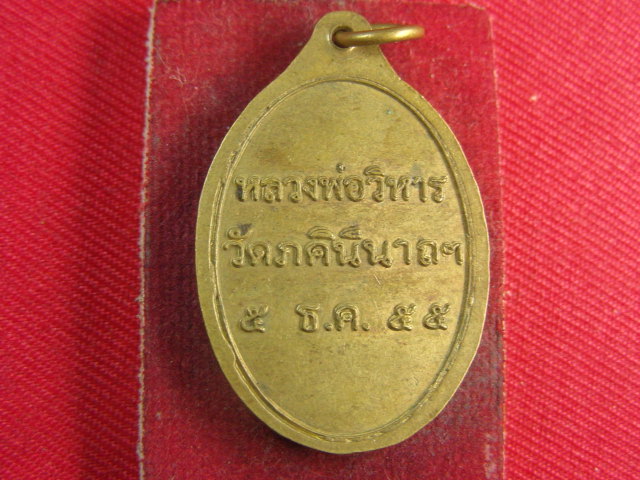 หลวงพ่อวิหาร
วัดภคินีนาถฯ
๕ ธ.ค. ๕๕